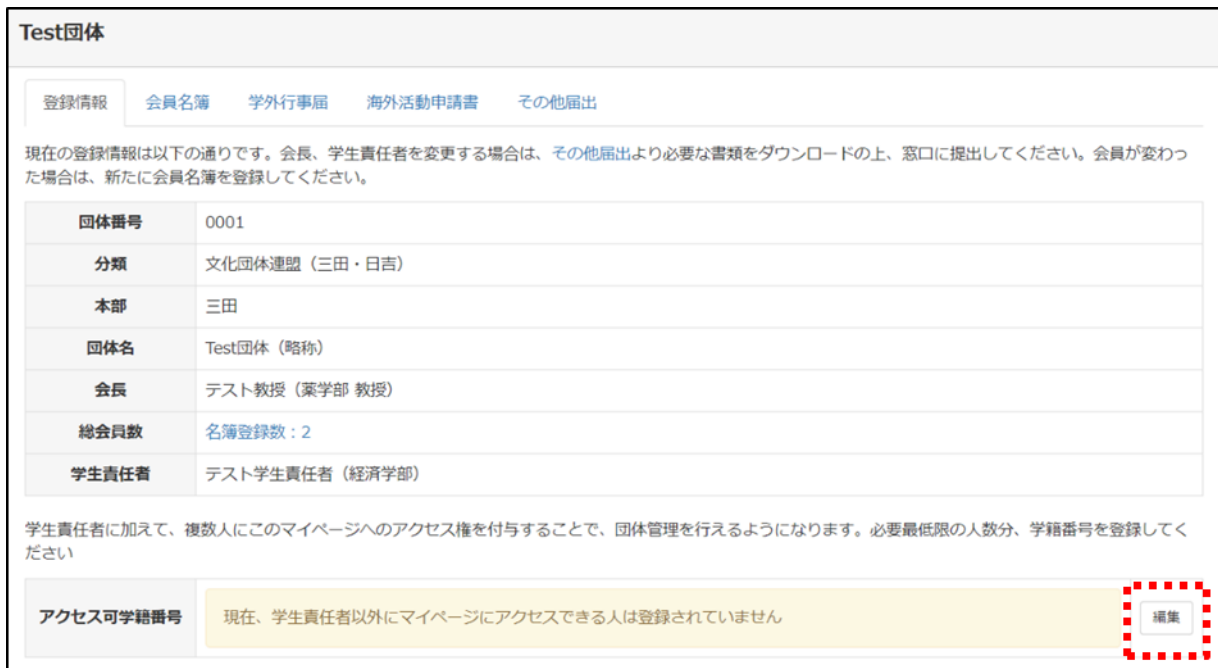 Test団体
登録情報 会員名簿 学外行事届 海外活動申請書 その他届出
現在の登録情報は以下の通りです。会長、学生責任者を変更する場合は、その他届出より必要な書類をダウンロードの上、窓口に提出してください。会員が変わっ
た場合は、新たに会員名簿を登録してください。
団体番号 0001
分類 文化団体連盟（三田・日吉）
本部 三田
団体名 Test団体（略称）
会長 テスト教授（薬学部 教授）
総会員数 名簿登録数：2
学生責任者 テスト学生責任者（経済学部）
学生責任者に加えて、複数人にこのマイページへのアクセス権を付与することで、団体管理を行えるようになります。必要最低限の人数分、学籍番号を登録してく
ださい
アクセス可学籍番号 現在、学生責任者以外にマイページにアクセスできる人は登録されていません 編集